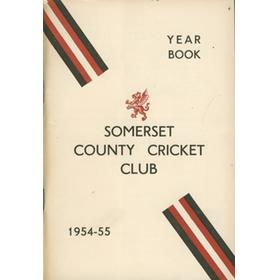 YEAR
BOOK
SOMERSET
COUNTY CRICKET
CLUB
1954-55